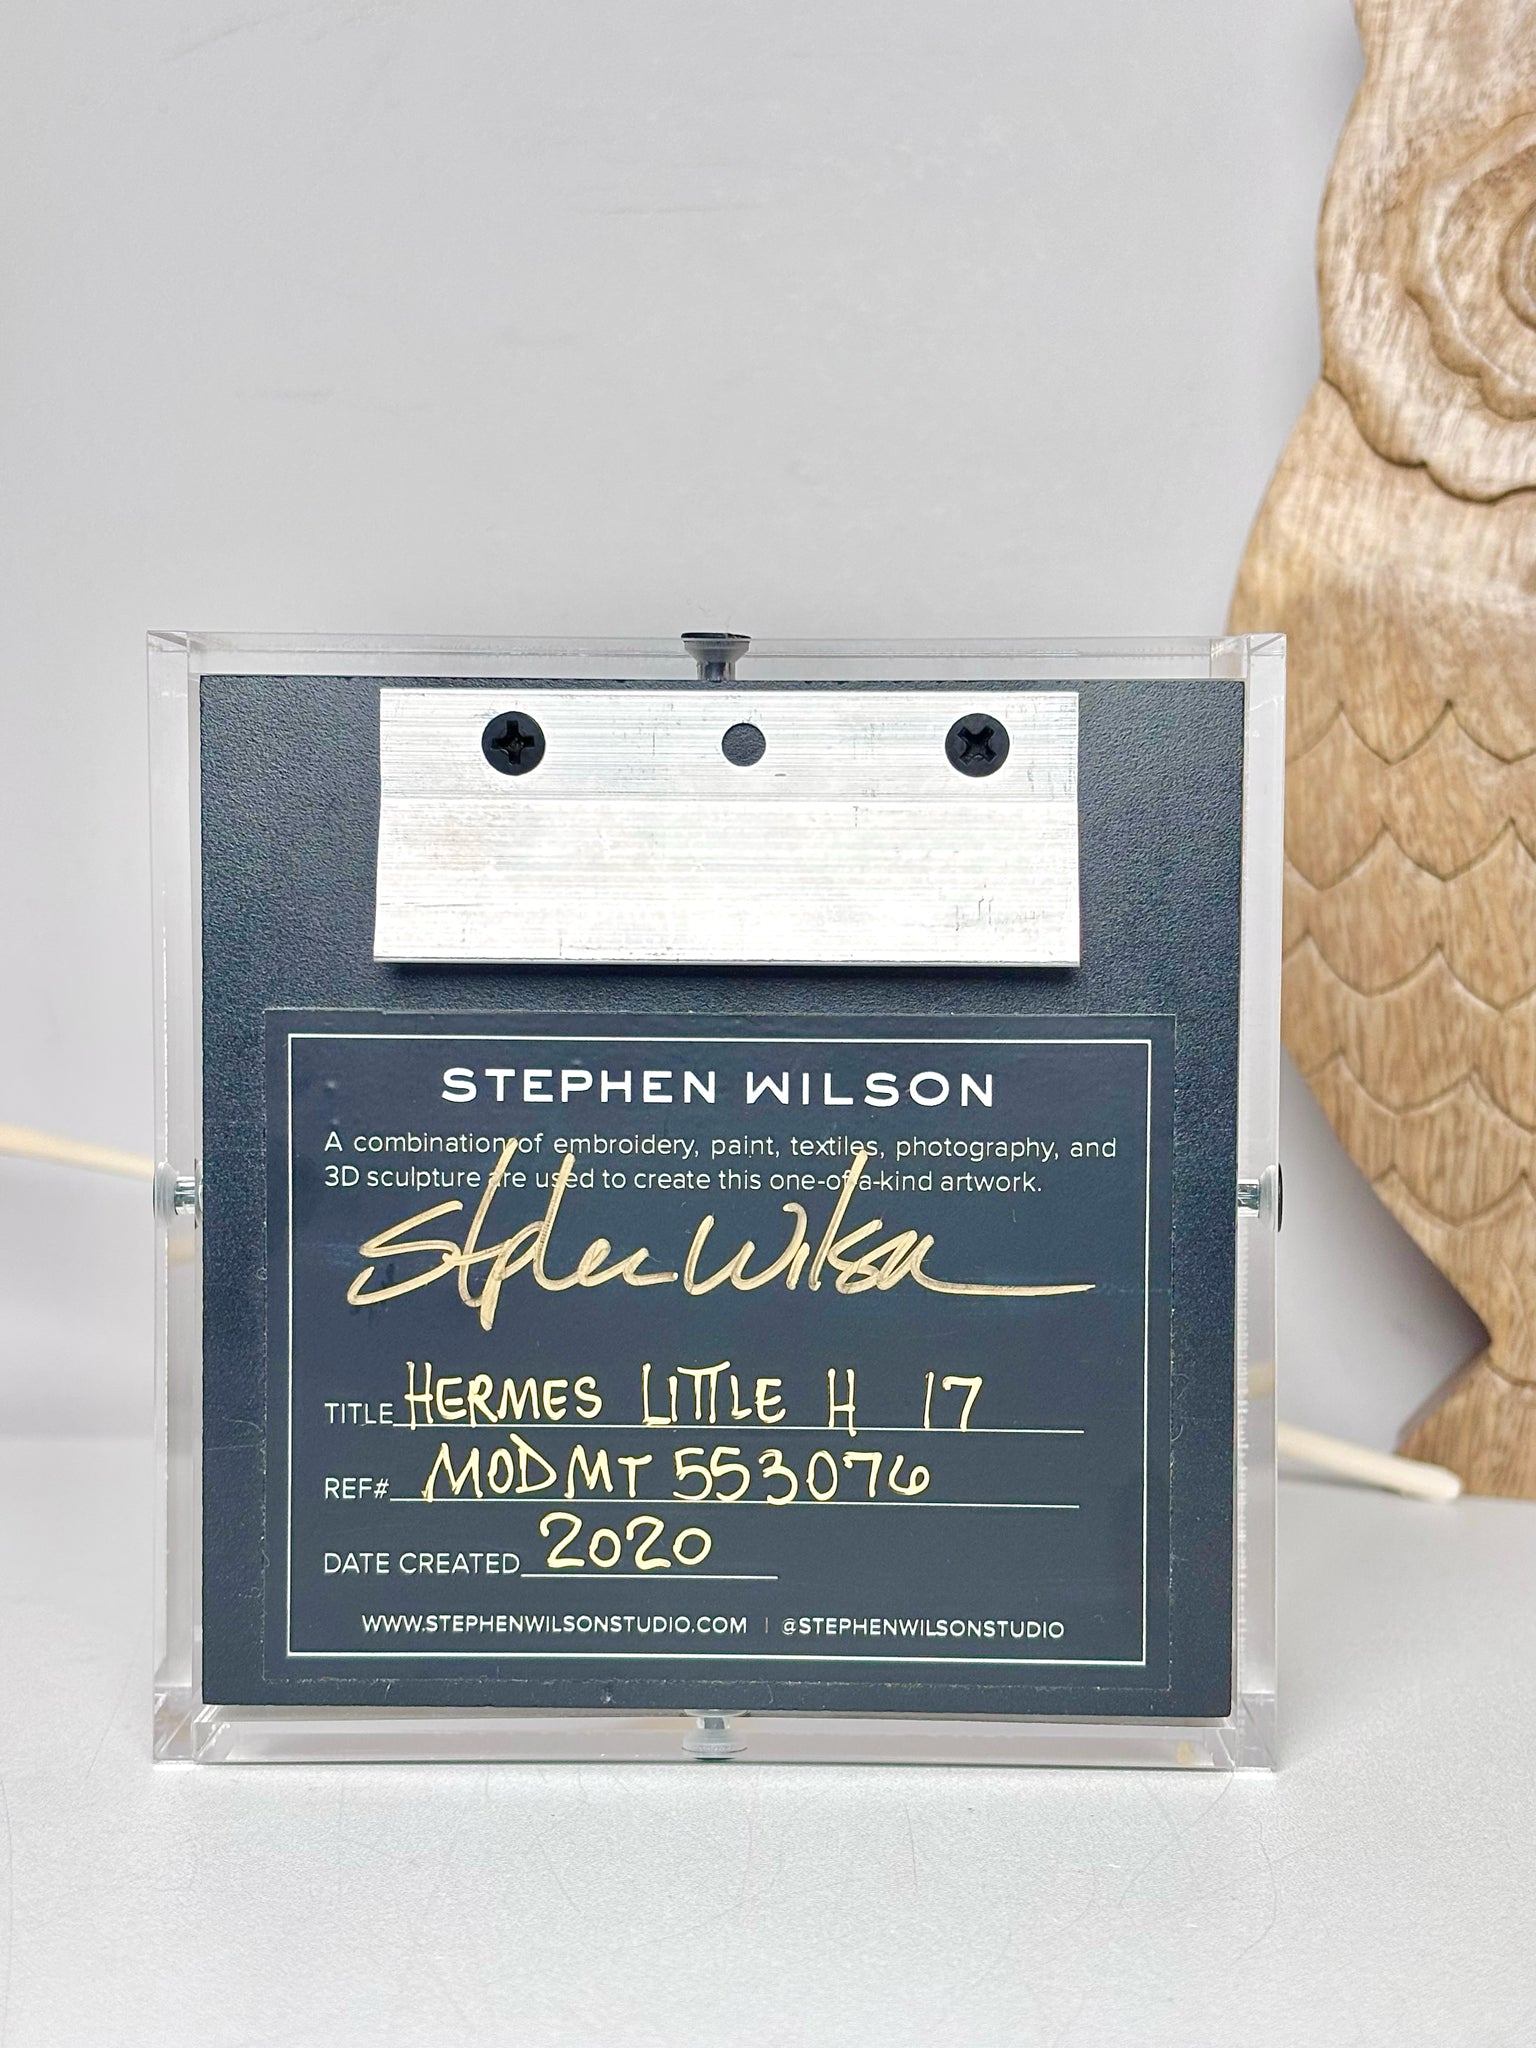 STEPHEN WILSON
A combination of embroidery, paint, textiles, photography, and
3D sculpture are used to create this one-of-a-kind artwork.
Stephen Wilson
TITLE HERMES LITTLE H 17
REF# MODMT 553076
DATE CREATED 2020
WWW.STEPHENWILSONSTUDIO.COM | @STEPHENWILSONSTUDIO